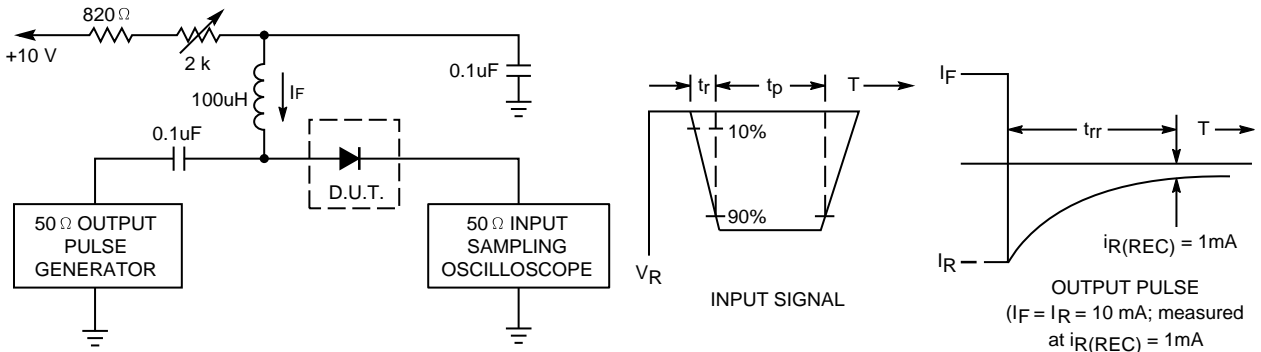 820 Ω
+10 V
2 k
100uH
IF
0.1uF
0.1uF
D.U.T.
50 Ω OUTPUT
PULSE
GENERATOR
50 Ω INPUT
SAMPLING
OSCILLOSCOPE
tr
tp
T
10%
90%
VR
INPUT SIGNAL
IF
trr
T
IR
iR(REC) = 1mA
OUTPUT PULSE
(IF = IR = 10 mA; measured
at iR(REC) = 1mA